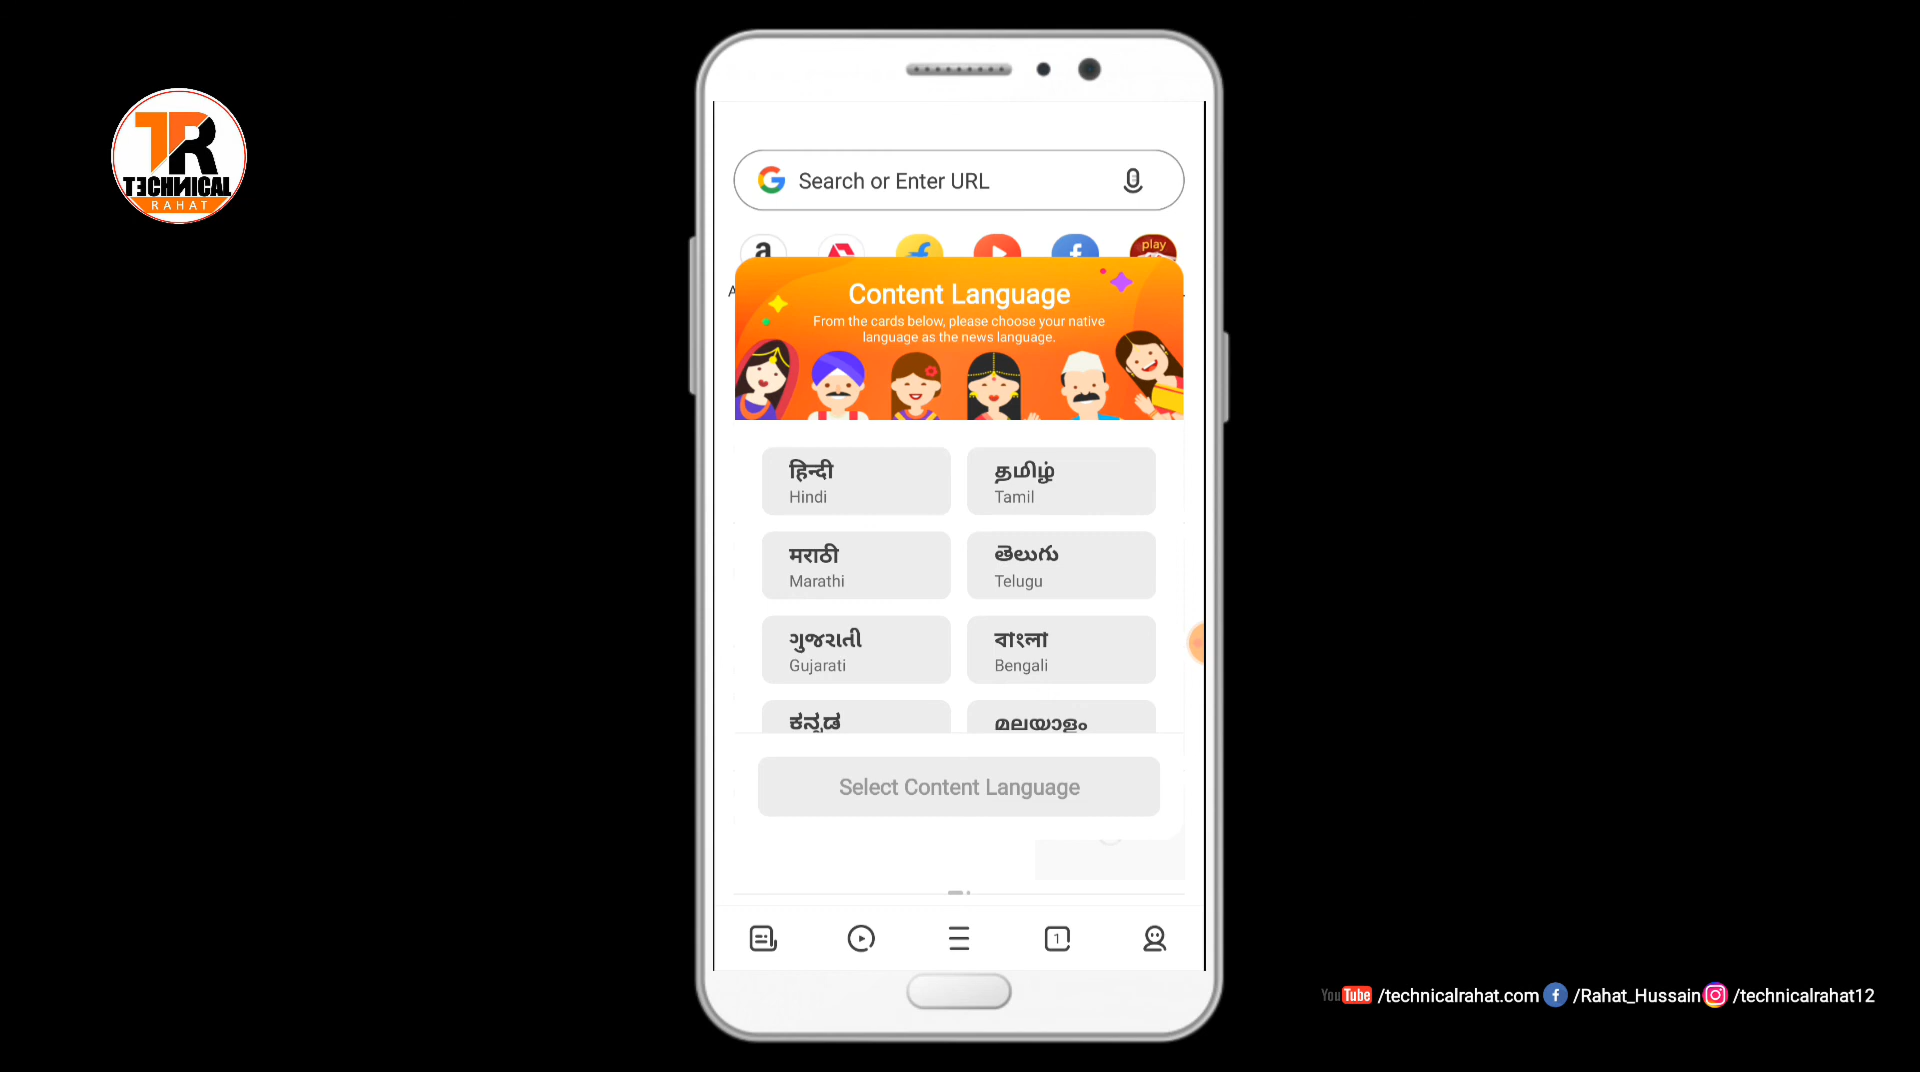 TR
TECHNICAL
RAHAT
Search or Enter URL
a
play
Content Language
From the cards below, please choose your native
language as the news language.
हिन्दी
Hindi
தமிழ்
Tamil
मराठी
Marathi
తెలుగు
Telugu
ગુજરાતી
Gujarati
বাংলা
Bengali
ಕನ್ನಡ
മലയാളം
Select Content Language
1
YouTube /technicalrahat.com /Rahat_Hussain /technicalrahat12